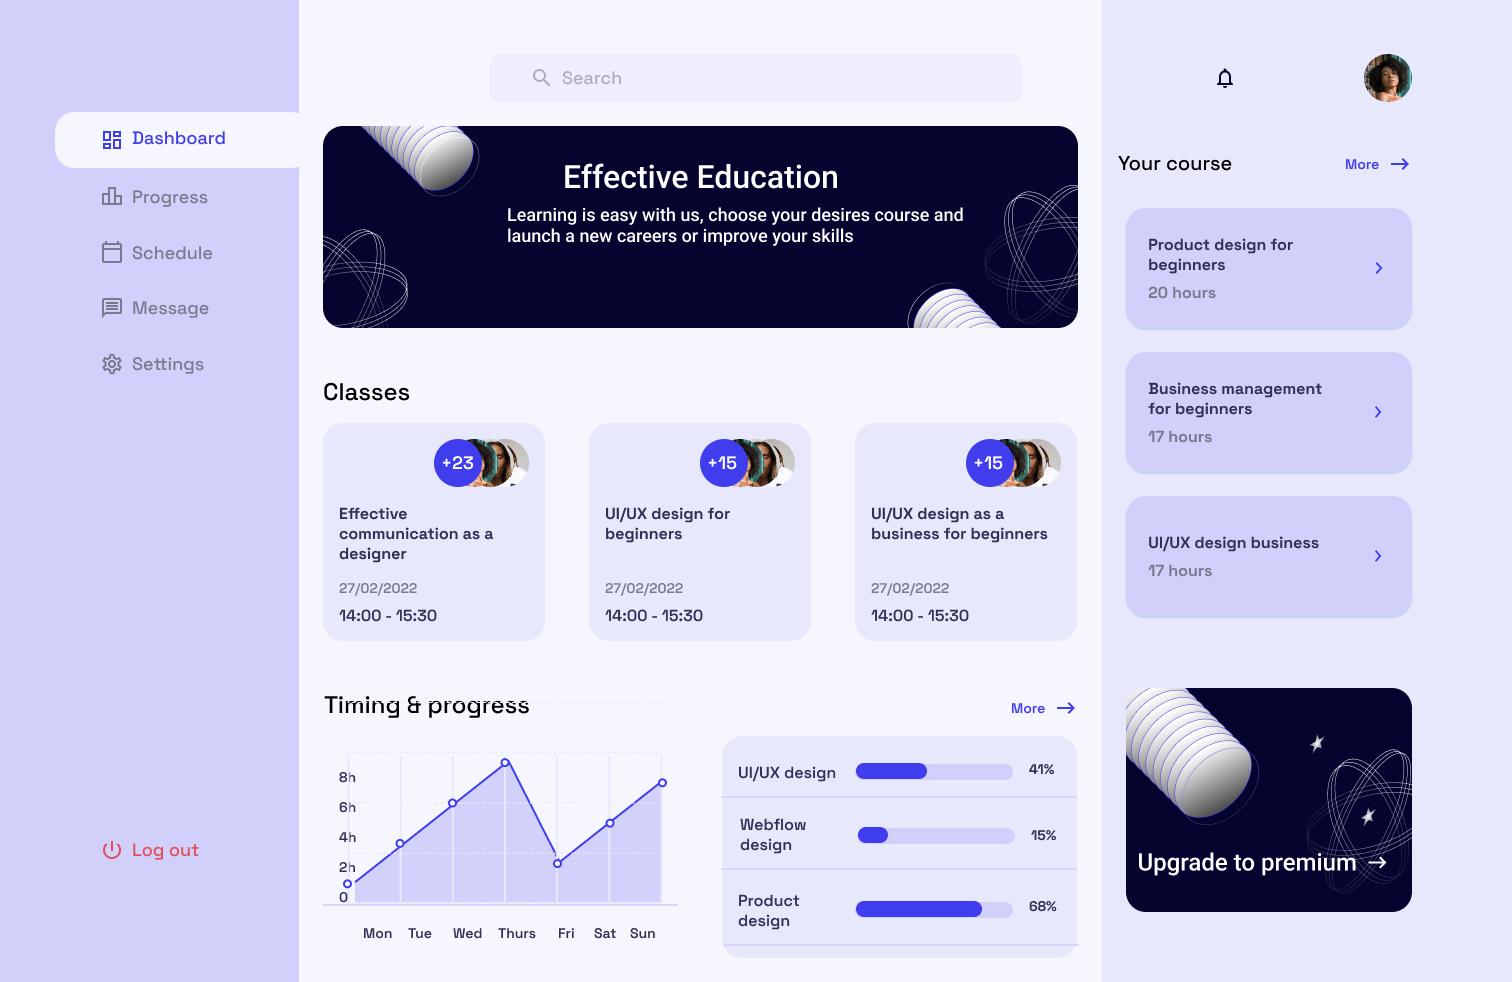 Search
Dashboard
Progress
Schedule
Message
Settings
Log out
Effective Education
Learning is easy with us, choose your desires course and
launch a new careers or improve your skills
Classes
+23
Effective
communication as a
designer
27/02/2022
14:00 - 15:30
+15
UI/UX design for
beginners
27/02/2022
14:00 - 15:30
+15
UI/UX design as a
business for beginners
27/02/2022
14:00 - 15:30
Timing & progress
More
8h
6h
4h
2h
0
Mon Tue Wed Thurs Fri Sat Sun
UI/UX design 41%
Webflow
design
15%
Product
design
68%
Your course
More
Product design for
beginners
20 hours
Business management
for beginners
17 hours
UI/UX design business
17 hours
Upgrade to premium